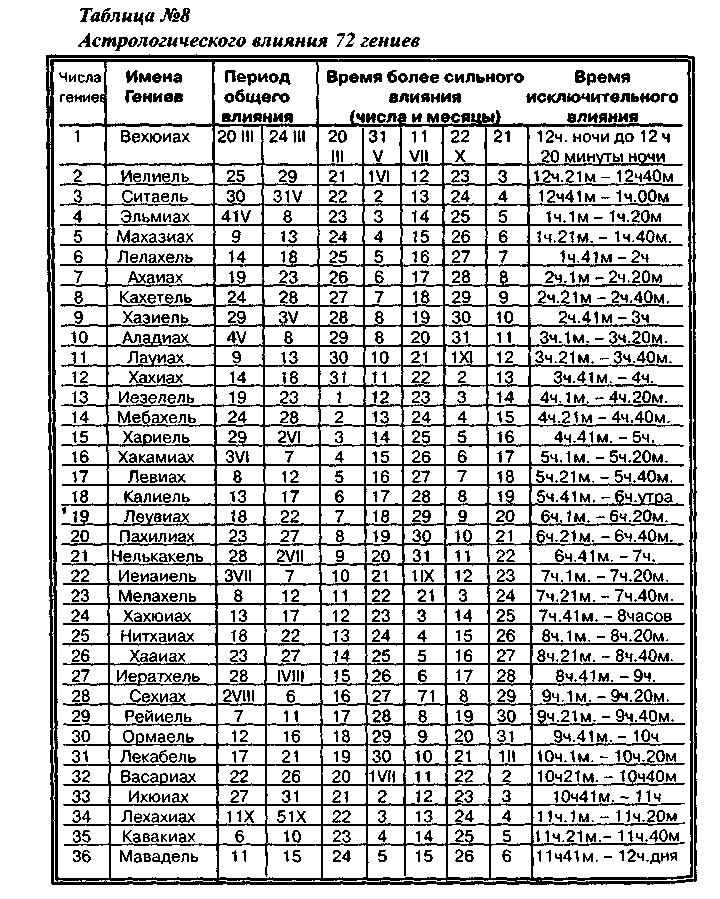 Таблица №8
Астрологического влияния 72 гениев
Числа Имена Период Время более сильного Время
гениев Гениев общего влияния исключительного
влияния (числа и месяцы) влияния
1 Вехюиах 20 III 24 III 20 31 11 22 21 12ч. ночи до 12 ч
III V VII X 20 минуты ночи
2 Иелиель 25 29 21 1VI 12 23 3 12ч.21м – 12ч40м
3 Ситаель 30 31V 22 2 13 24 4 12ч41м – 1ч.00м
4 Эльмиах 41V 8 23 3 14 25 5 1ч.1м – 1ч.20м
5 Махазиах 9 13 24 4 15 26 6 1ч.21м. – 1ч.40м.
6 Лелахель 14 18 25 5 16 27 7 1ч.41м – 2ч
7 Ахаиах 19 23 26 6 17 28 8 2ч.1м – 2ч.20м
8 Кахетель 24 28 27 7 18 29 9 2ч.21м – 2ч.40м.
9 Хазиель 29 3V 28 8 19 30 10 2ч.41м – 3ч
10 Аладиах 4V 8 29 8 20 31 11 3ч.1м. – 3ч.20м.
11 Лауиах 9 13 30 10 21 1XI 12 3ч.21м. – 3ч.40м.
12 Хахиах 14 18 31 11 22 2 13 3ч.41м. – 4ч.
13 Иезелель 19 23 1 12 23 3 14 4ч.1м. – 4ч.20м.
14 Мебахель 24 28 2 13 24 4 15 4ч.21м – 4ч.40м.
15 Хариель 29 2VI 3 14 25 5 16 4ч.41м. – 5ч.
16 Хакамиах 3VI 7 4 15 26 6 17 5ч.1м. – 5ч.20м.
17 Левиах 8 12 5 16 27 7 18 5ч.21м. – 5ч.40м.
18 Калиель 13 17 6 17 28 8 19 5ч.41м. – 6ч.утра
19 Леувиах 18 22 7 18 29 9 20 6ч.1м. – 6ч.20м.
20 Пахилиах 23 27 8 19 30 10 21 6ч.21м. – 6ч.40м.
21 Нелькакель 28 2VII 9 20 31 11 22 6ч.41м. – 7ч.
22 Иеиаиель 3VII 7 10 21 1IX 12 23 7ч.1м. – 7ч.20м.
23 Мелахель 8 12 11 22 21 3 24 7ч.21м. – 7ч.40м.
24 Хахюиах 13 17 12 23 3 14 25 7ч.41м. – 8часов
25 Нитхаиах 18 22 13 24 4 15 26 8ч.1м. – 8ч.20м.
26 Хааиах 23 27 14 25 5 16 27 8ч.21м. – 8ч.40м.
27 Иератхель 28 IVIII 15 26 6 17 28 8ч.41м. – 9ч.
28 Сехиах 2VIII 6 16 27 71 8 29 9ч.1м. – 9ч.20м.
29 Рейиель 7 11 17 28 8 19 30 9ч.21м. – 9ч.40м.
30 Ормаель 12 16 18 29 9 20 31 9ч.41м. – 10ч
31 Лекабель 17 21 19 30 10 21 1II 10ч.1м. – 10ч.20м
32 Васариах 22 26 20 1VII 11 22 2 10ч21м. – 10ч40м
33 Ихюиах 27 31 21 2 12 23 3 10ч41м. – 11ч
34 Лехахиах 11X 51X 22 3 13 24 4 11ч.1м. – 11ч.20м
35 Кавакиах 6 10 23 4 14 25 5 11ч.21м.– 11ч.40м
36 Мавадель 11 15 24 5 15 26 6 11ч41м. – 12ч.дня